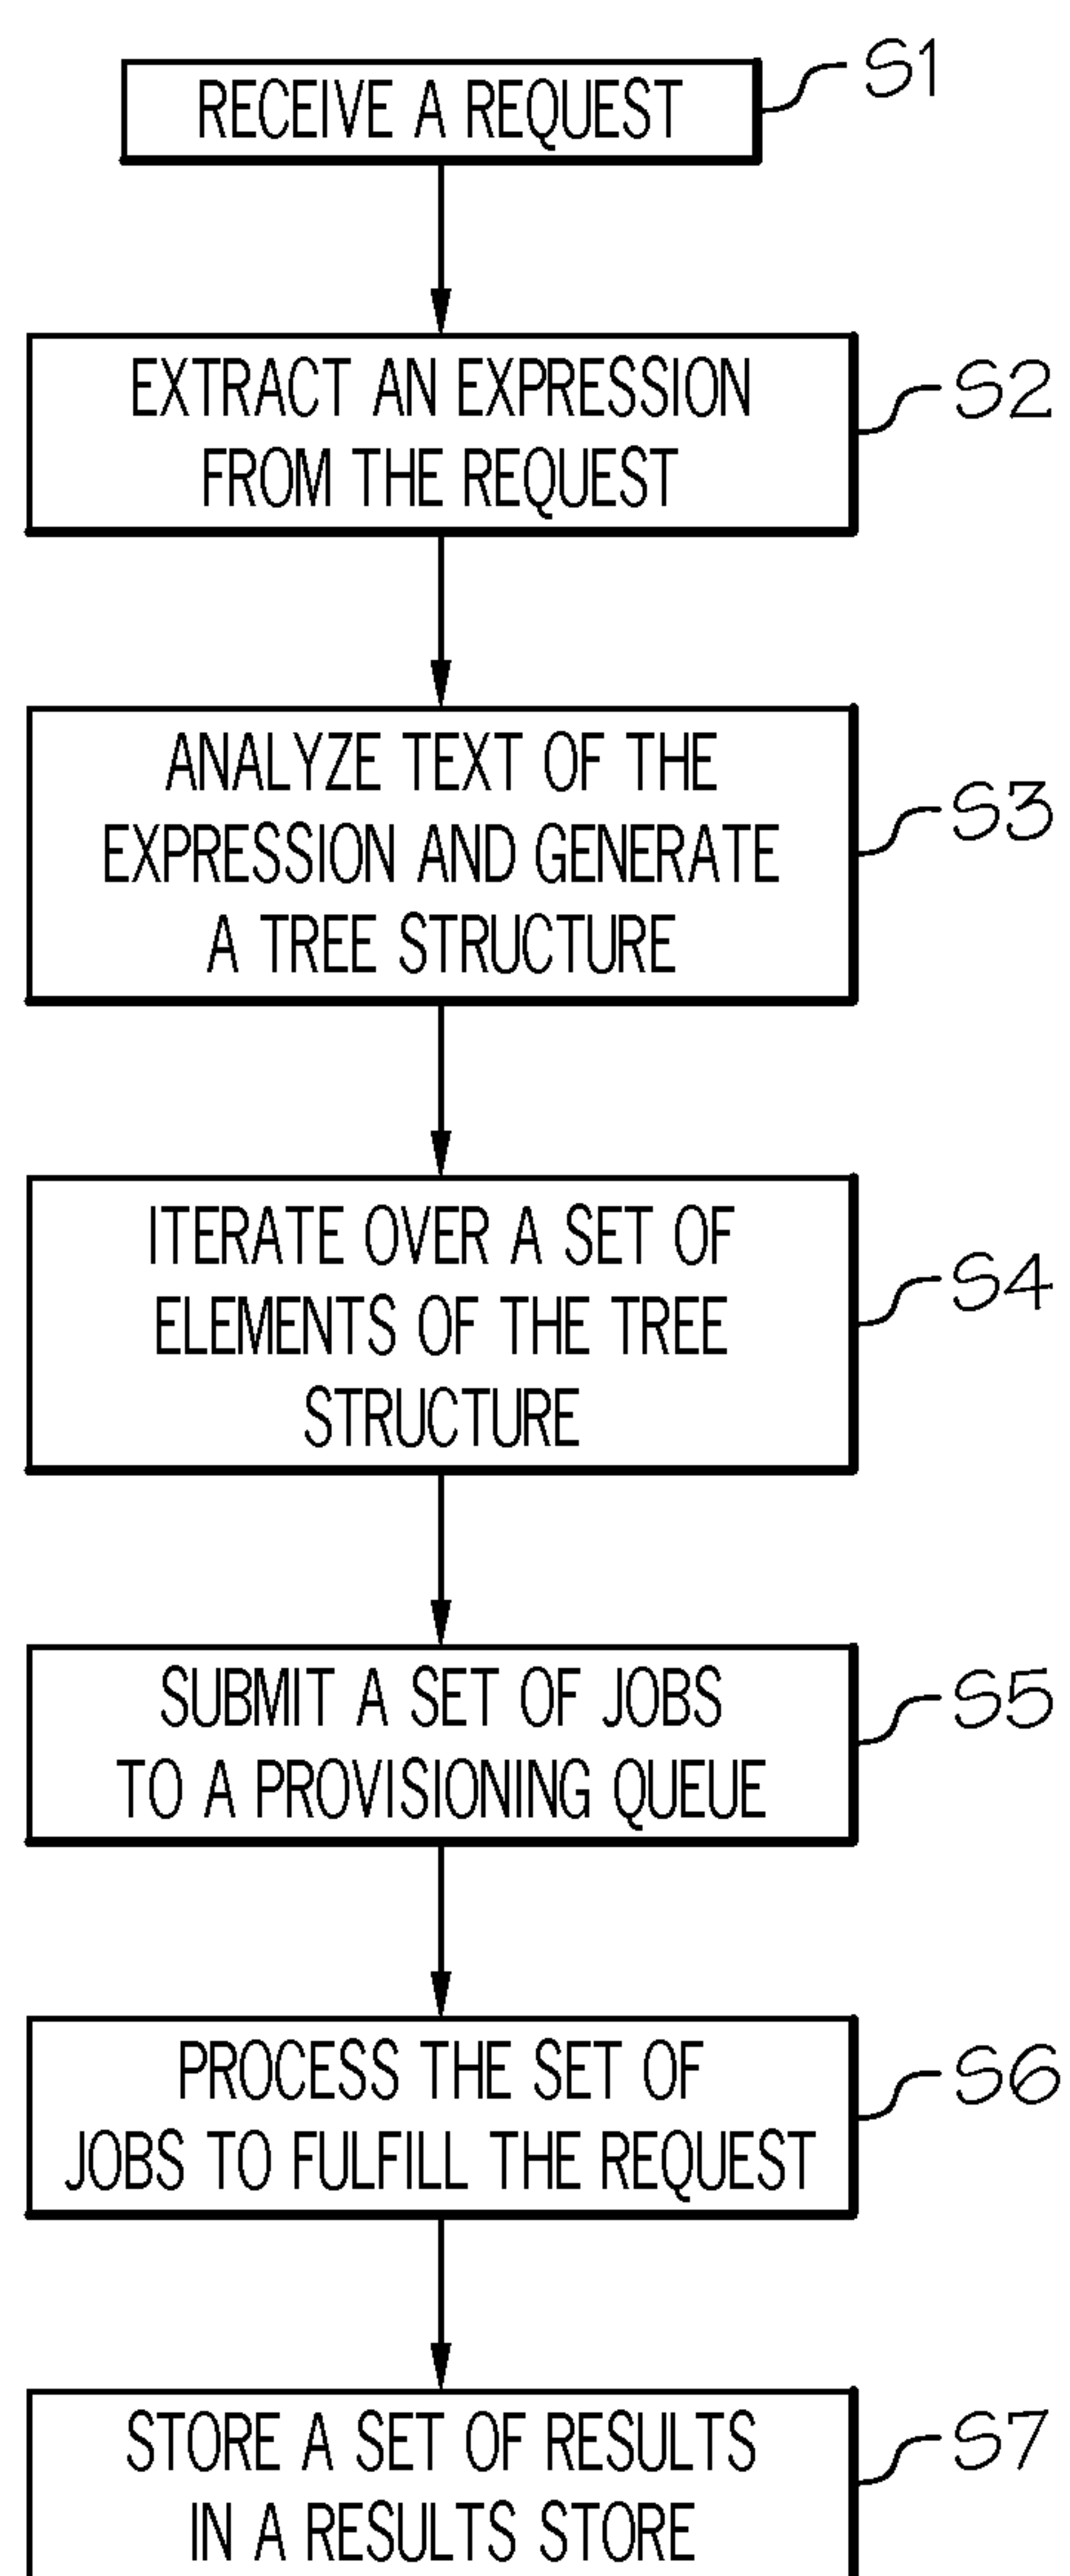 RECEIVE A REQUEST
S1
EXTRACT AN EXPRESSION
FROM THE REQUEST
S2
ANALYZE TEXT OF THE
EXPRESSION AND GENERATE
A TREE STRUCTURE
S3
ITERATE OVER A SET OF
ELEMENTS OF THE TREE
STRUCTURE
S4
SUBMIT A SET OF JOBS
TO A PROVISIONING QUEUE
S5
PROCESS THE SET OF
JOBS TO FULFILL THE REQUEST
S6
STORE A SET OF RESULTS
IN A RESULTS STORE
S7